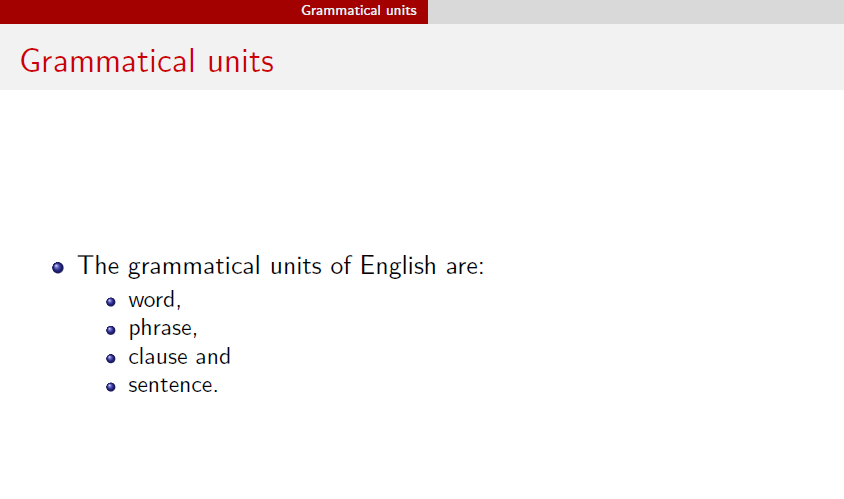 Grammatical units
Grammatical units
The grammatical units of English are:
word,
phrase,
clause and
sentence.